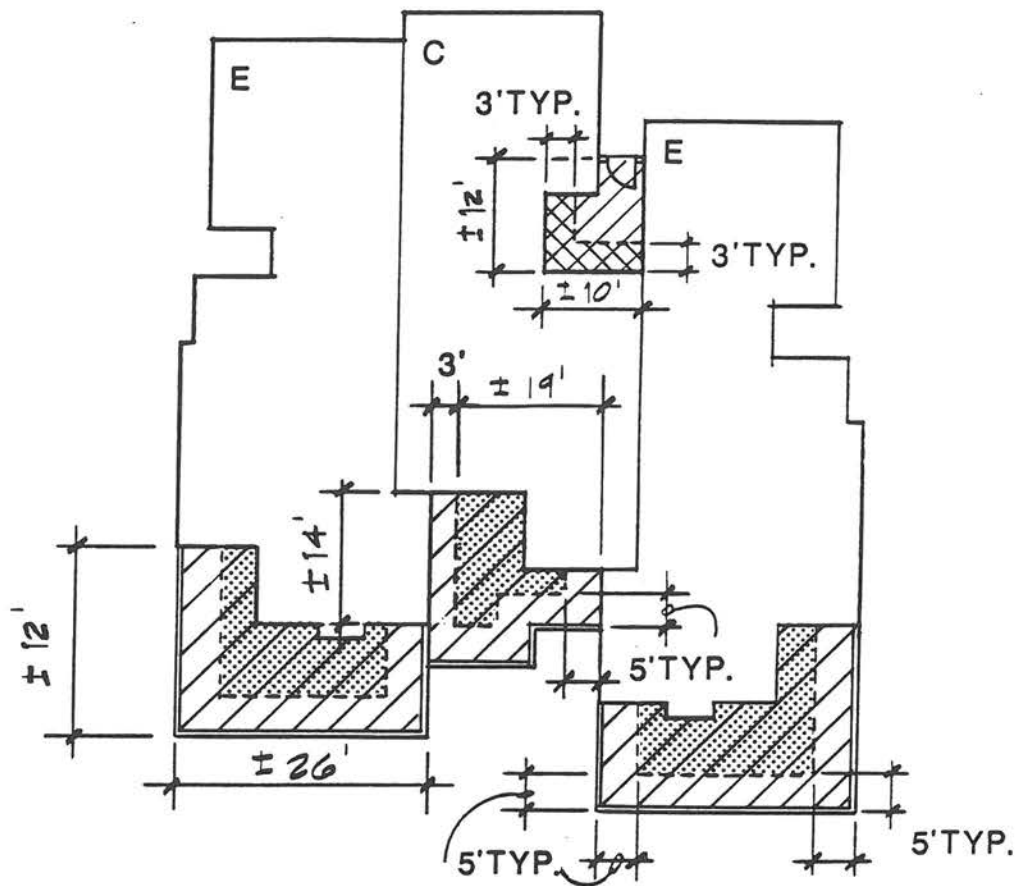 E
C
3'TYP.
E
± 12'
3'TYP.
± 10'
3'
± 19'
± 14'
± 12'
5'TYP.
± 26'
5'TYP.
5'TYP.